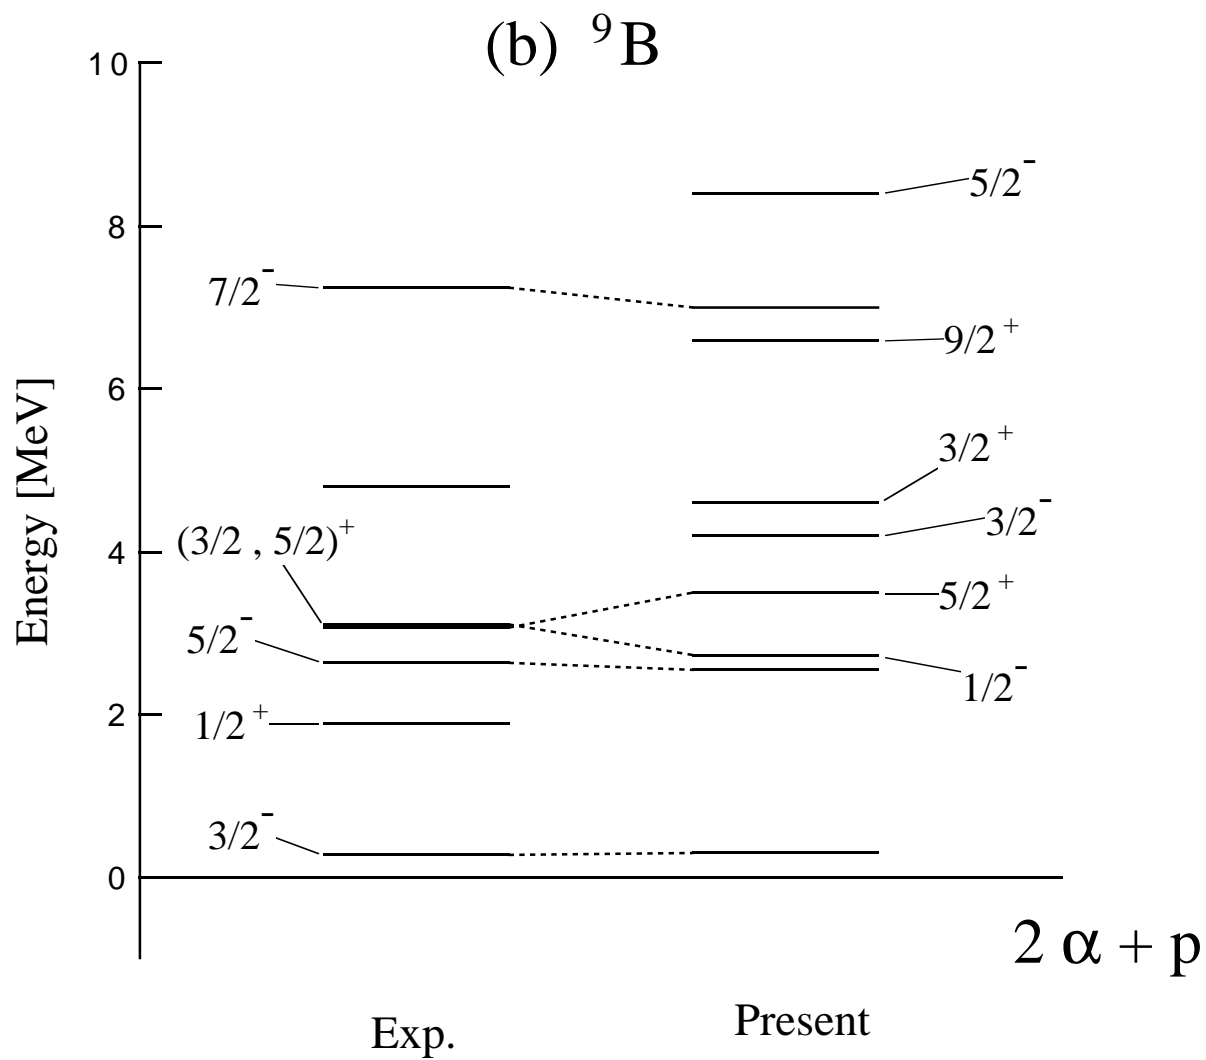 (b) ⁹B
10
8
6
4
2
0
Energy [MeV]
7/2⁻
(3/2 , 5/2)⁺
5/2⁻
1/2⁺
3/2⁻
5/2⁻
9/2⁺
3/2⁺
3/2⁻
5/2⁺
1/2⁻
2 α + p
Exp.
Present